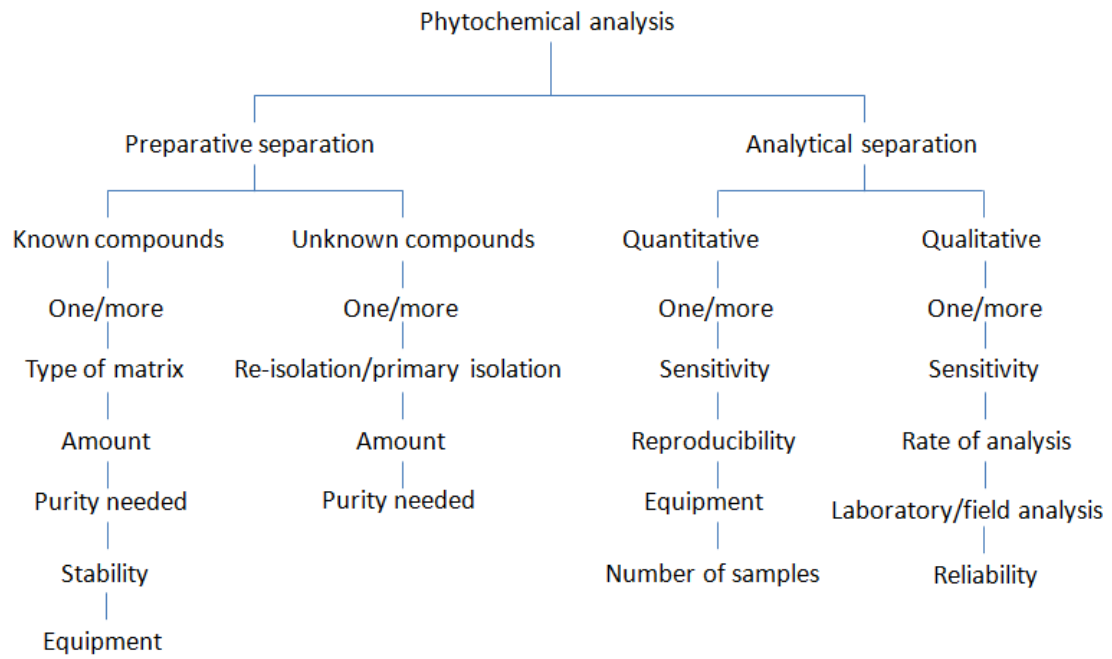 Phytochemical analysis
Preparative separation
Analytical separation
Known compounds
Unknown compounds
Quantitative
Qualitative
One/more
One/more
One/more
One/more
Type of matrix
Re-isolation/primary isolation
Sensitivity
Sensitivity
Amount
Amount
Reproducibility
Rate of analysis
Purity needed
Purity needed
Equipment
Laboratory/field analysis
Stability
Number of samples
Reliability
Equipment